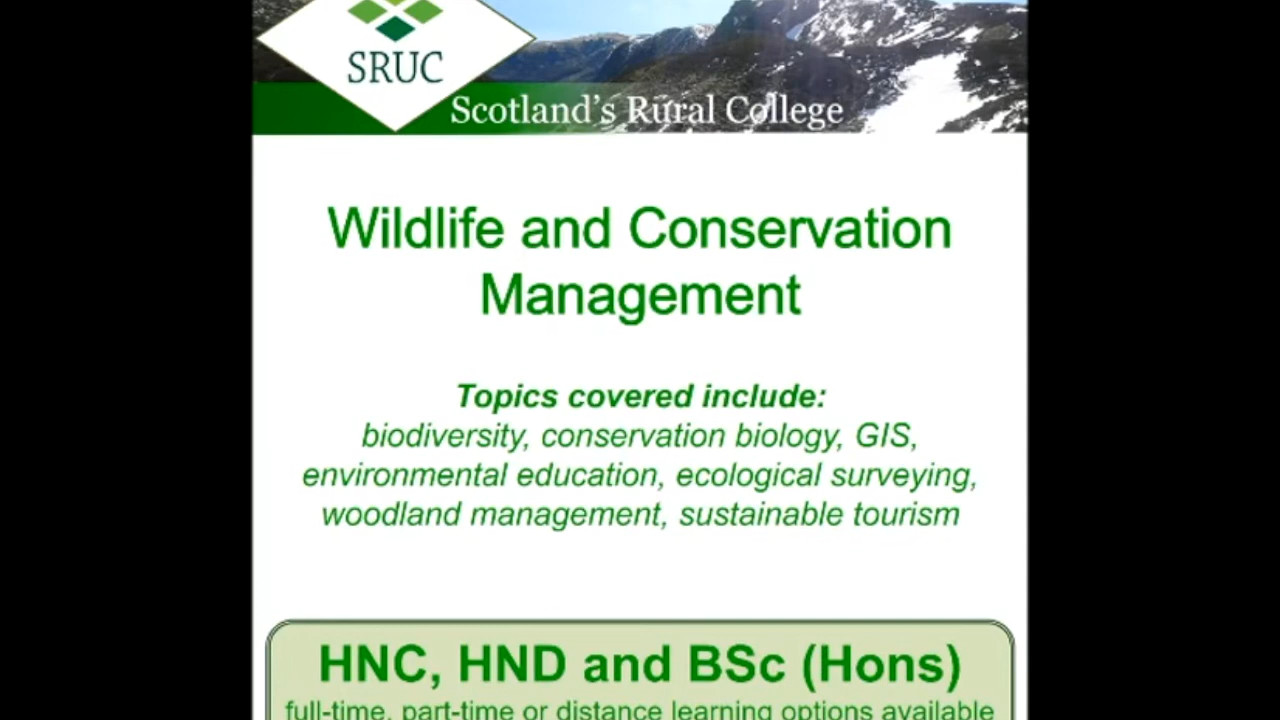 SRUC
Scotland's Rural College
Wildlife and Conservation
Management
Topics covered include:
biodiversity, conservation biology, GIS,
environmental education, ecological surveying,
woodland management, sustainable tourism
HNC, HND and BSc (Hons)
full-time, part-time or distance learning options available